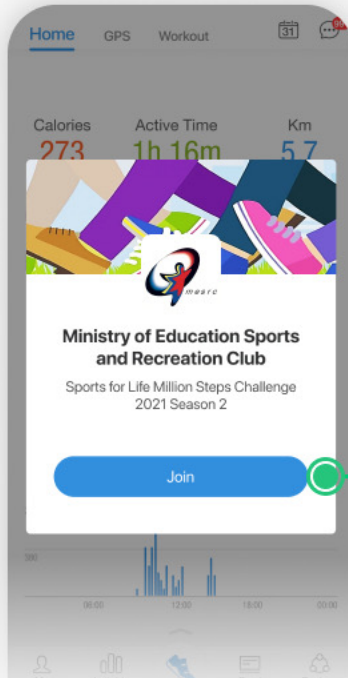 Home GPS Workout 31
Calories Active Time Km
273 1h 16m 5.7
mesrc
Ministry of Education Sports
and Recreation Club
Sports for Life Million Steps Challenge
2021 Season 2
Join
06:00 12:00 18:00 00:00